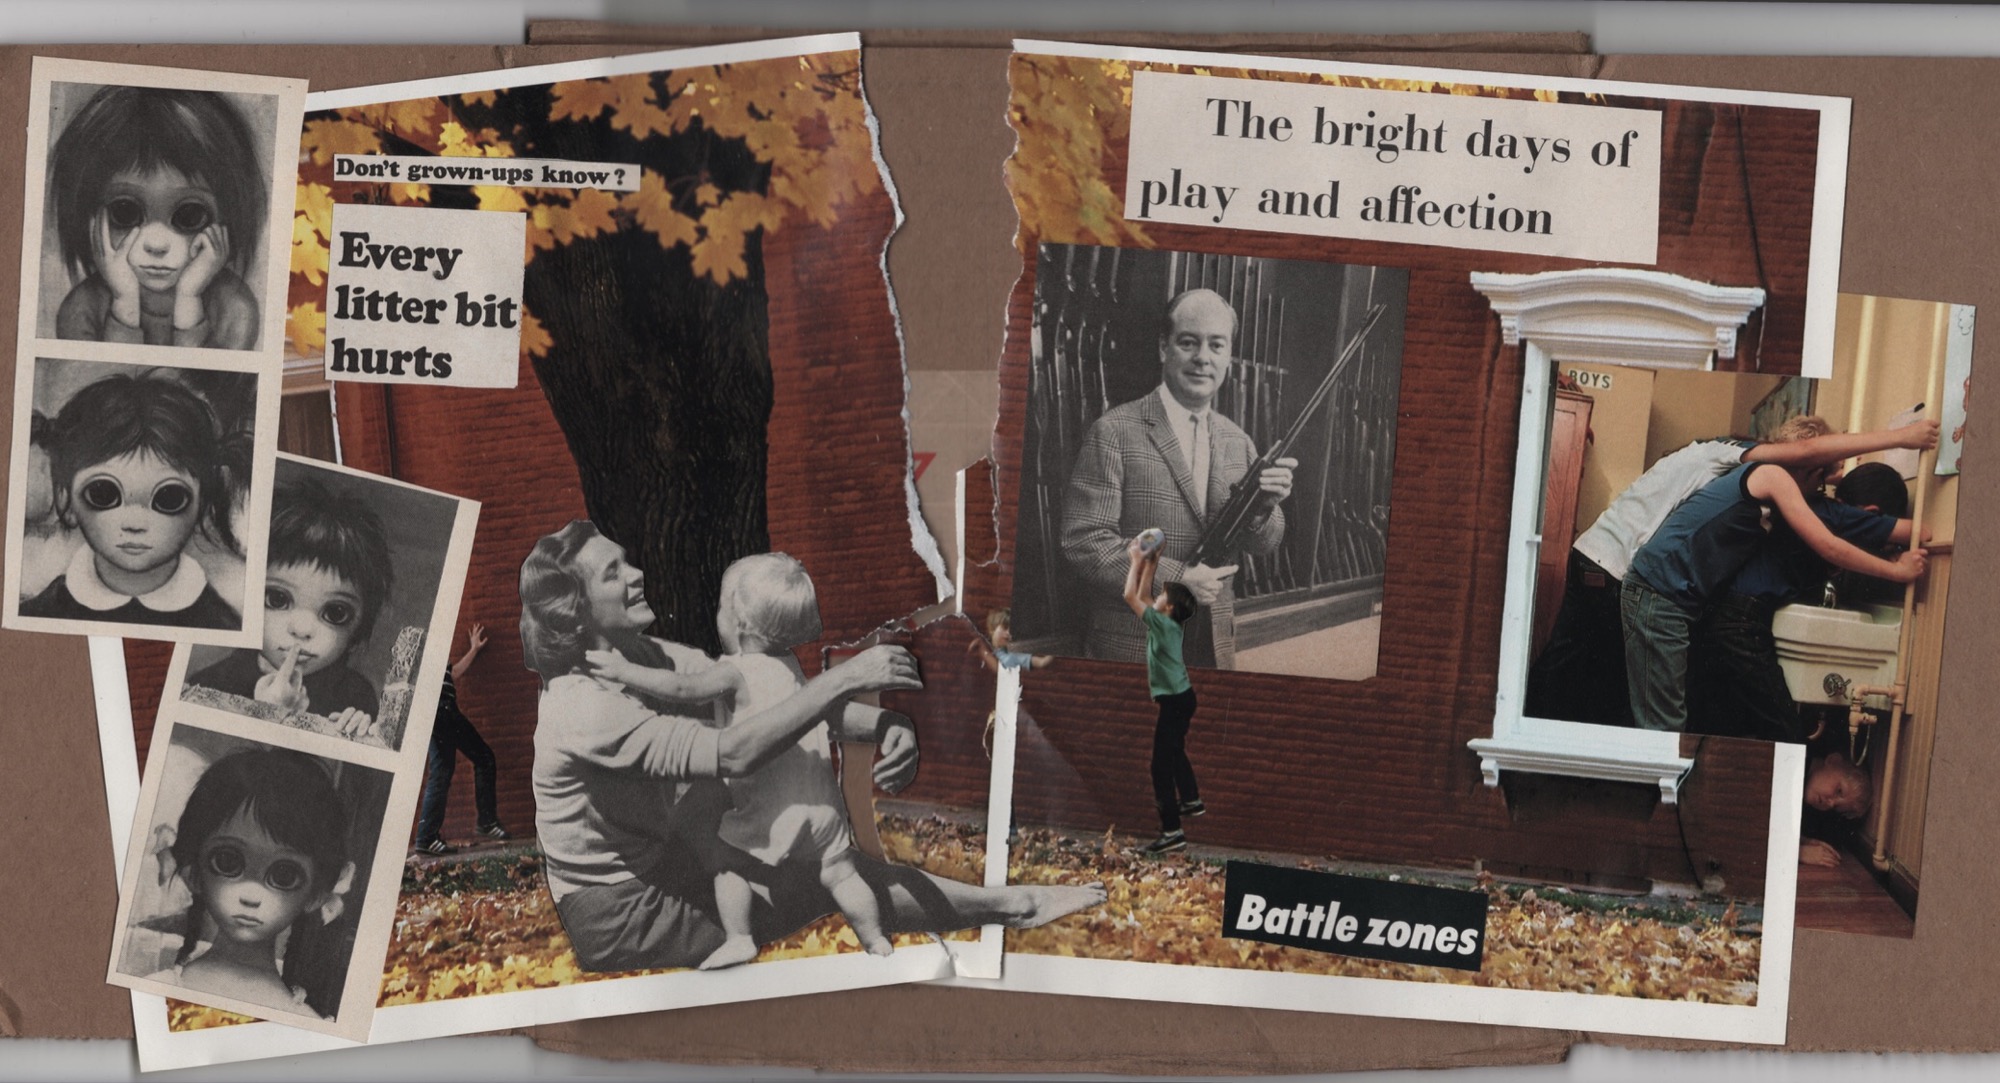 Don't grown-ups know?
Every
litter bit
hurts
The bright days of
play and affection
BOYS
Battle zones